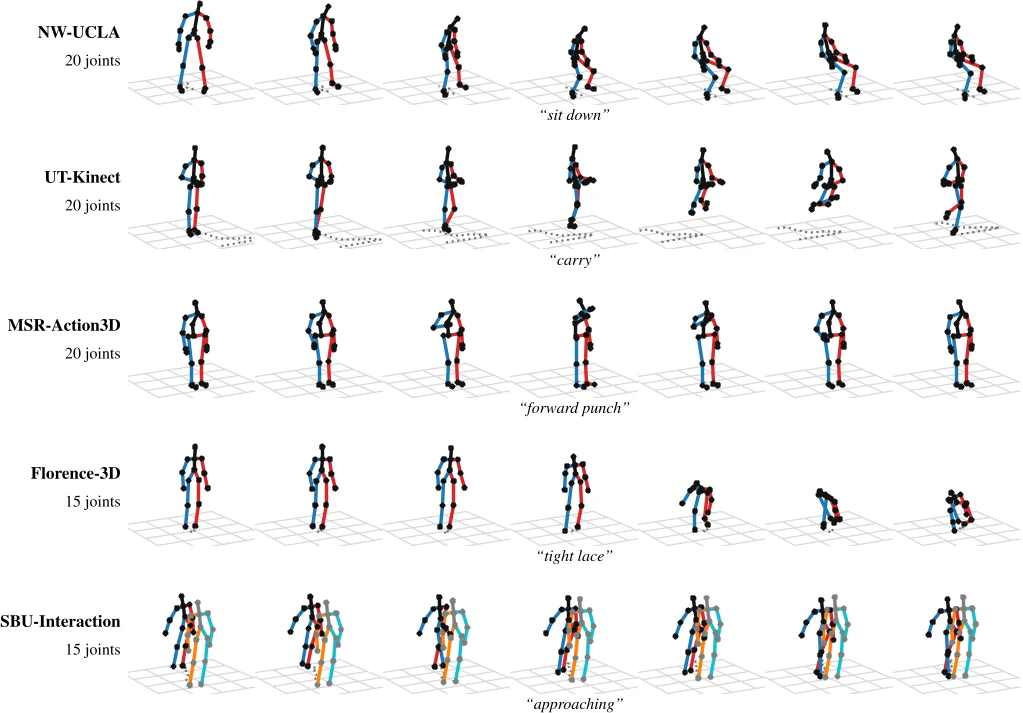 NW-UCLA
20 joints
“sit down”
UT-Kinect
20 joints
“carry”
MSR-Action3D
20 joints
“forward punch”
Florence-3D
15 joints
“tight lace”
SBU-Interaction
15 joints
“approaching”